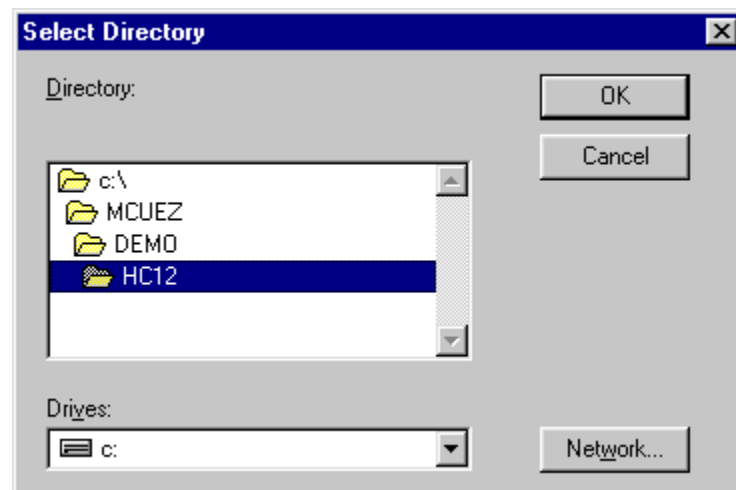 Select Directory
Directory:
OK
Cancel
c:\
MCUEZ
DEMO
HC12
Drives:
c:
Network...